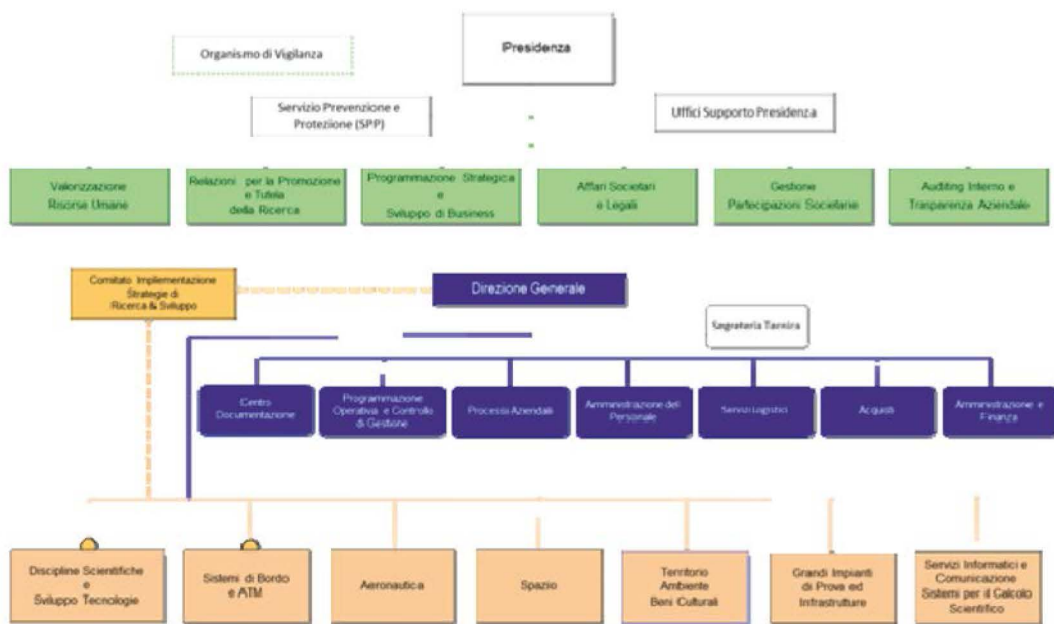 Presidenza
Organismo di Vigilanza
Servizio Prevenzione e
Protezione (SPP)
Uffici Supporto Presidenza
Valorizzazione
Risorse Umane
Relazioni per la Promozione
e Tutela
della Ricerca
Programmazione Strategica
e
Sviluppo di Business
Affari Societari
e Legali
Gestione
Partecipazioni Societarie
Auditing Interno e
Trasparenza Aziendale
Comitato Implementazione
Strategie di
Ricerca & Sviluppo
Direzione Generale
Segreteria
Centro
Documentazione
Programmazione
Operativa e Controllo
di Gestione
Processi Aziendali
Amministrazione del
Personale
Servizi Logistici
Acquisti
Amministrazione e
Finanza
Discipline Scientifiche
e
Sviluppo Tecnologie
Sistemi di Bordo
e ATM
Aeronautica
Spazio
Territorio
Ambiente
Beni Culturali
Grandi Impianti
di Prova ed
Infrastrutture
Servizi Informatici e
Comunicazione
Sistemi per il Calcolo
Scientifico